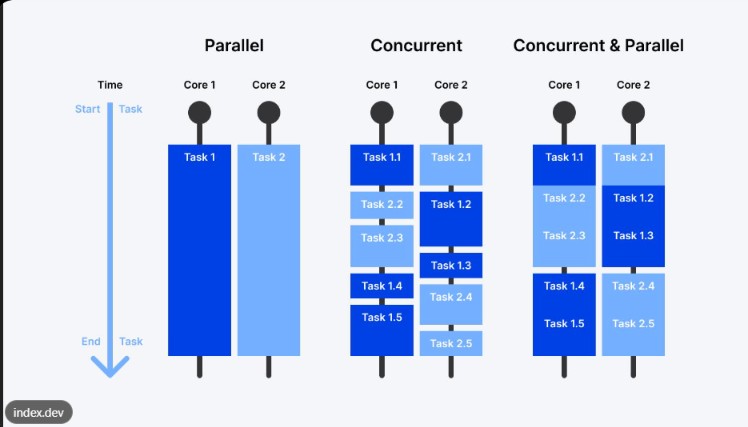 Parallel
Concurrent
Concurrent & Parallel
Time
Core 1
Core 2
Core 1
Core 2
Core 1
Core 2
Start
Task
Task 1
Task 2
Task 1.1
Task 2.2
Task 2.3
Task 1.4
Task 1.5
Task 2.1
Task 1.2
Task 1.3
Task 2.4
Task 2.5
Task 1.1
Task 2.2
Task 2.3
Task 1.4
Task 1.5
Task 2.1
Task 1.2
Task 1.3
Task 2.4
Task 2.5
End
Task
index.dev